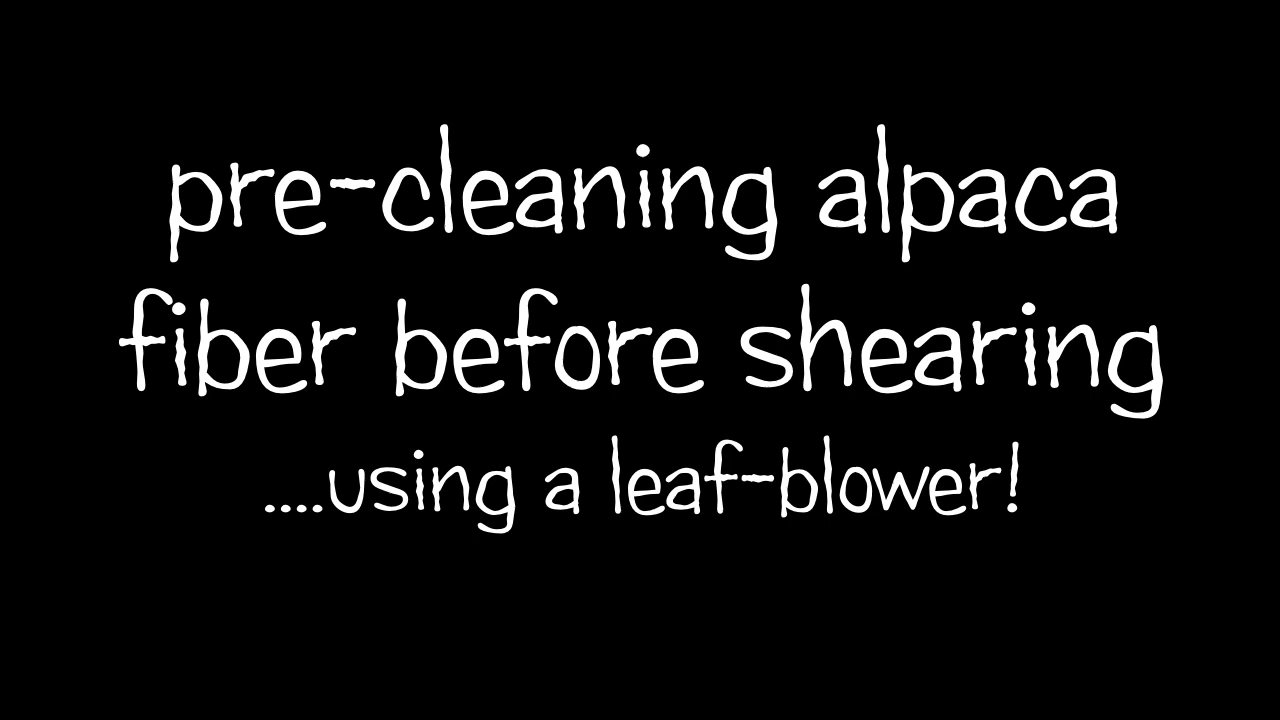 pre-cleaning alpaca
fiber before shearing
....using a leaf-blower!